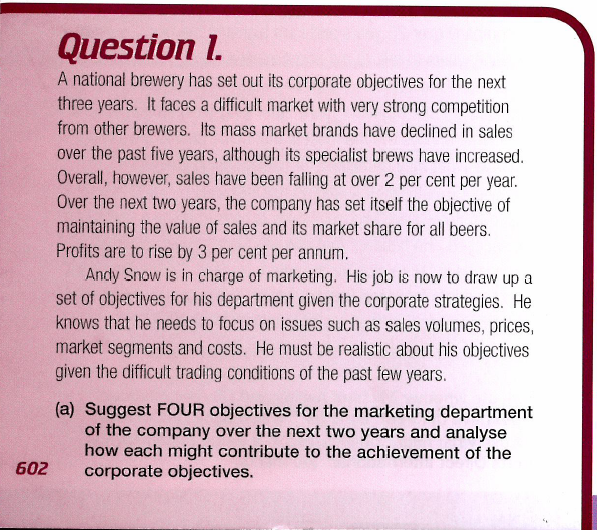 Question 1.
A national brewery has set out its corporate objectives for the next
three years. It faces a difficult market with very strong competition
from other brewers. Its mass market brands have declined in sales
over the past five years, although its specialist brews have increased.
Overall, however, sales have been falling at over 2 per cent per year.
Over the next two years, the company has set itself the objective of
maintaining the value of sales and its market share for all beers.
Profits are to rise by 3 per cent per annum.
Andy Snow is in charge of marketing. His job is now to draw up a
set of objectives for his department given the corporate strategies. He
knows that he needs to focus on issues such as sales volumes, prices,
market segments and costs. He must be realistic about his objectives
given the difficult trading conditions of the past few years.
(a) Suggest FOUR objectives for the marketing department
of the company over the next two years and analyse
how each might contribute to the achievement of the
corporate objectives.
602